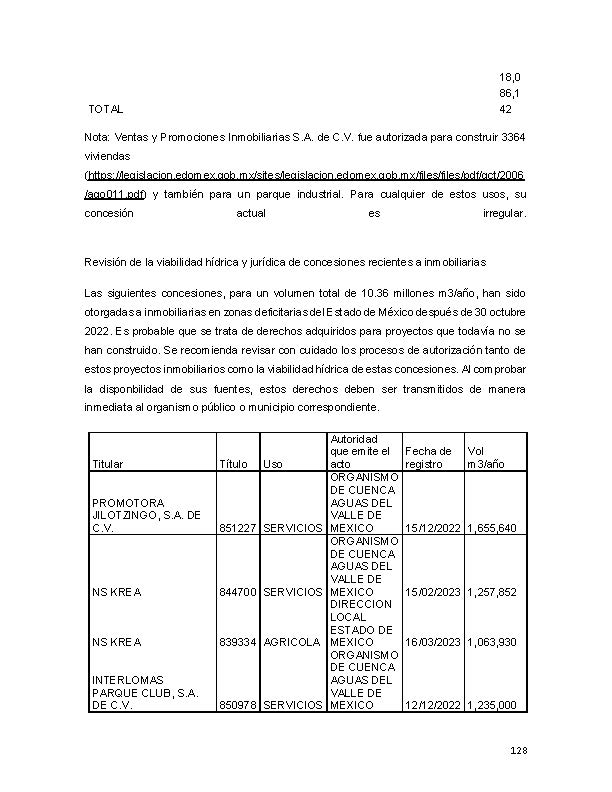 18,0
86,1
TOTAL 42
Nota: Ventas y Promociones Inmobiliarias S.A. de C.V. fue autorizada para construir 3364
viviendas
(https://legislacion.edomex.gob.mx/sites/legislacion.edomex.gob.mx/files/files/pdf/gct/2006
/ago011.pdf) y también para un parque industrial. Para cualquier de estos usos, su
concesión actual es irregular.
Revisión de la viabilidad hídrica y jurídica de concesiones recientes a inmobiliarias
Las siguientes concesiones, para un volumen total de 10.36 millones m3/año, han sido
otorgadas a inmobiliarias en zonas deficitarias del Estado de México después de 30 octubre
2022. Es probable que se trata de derechos adquiridos para proyectos que todavía no se
han construido. Se recomienda revisar con cuidado los procesos de autorización tanto de
estos proyectos inmobiliarios como la viabilidad hídrica de estas concesiones. Al comprobar
la disponbilidad de sus fuentes, estos derechos deben ser transmitidos de manera
inmediata al organismo público o municipio correspondiente.
Autoridad
que emite el Fecha de Vol
Titular Título Uso acto registro m3/año
ORGANISMO
DE CUENCA
PROMOTORA AGUAS DEL
JILOTZINGO, S.A. DE VALLE DE
C.V. 851227 SERVICIOS MEXICO 15/12/2022 1,655,640
ORGANISMO
DE CUENCA
AGUAS DEL
VALLE DE
NS KREA 844700 SERVICIOS MEXICO 15/02/2023 1,257,852
DIRECCION
LOCAL
ESTADO DE
NS KREA 839334 AGRICOLA MEXICO 16/03/2023 1,063,930
ORGANISMO
DE CUENCA
INTERLOMAS AGUAS DEL
PARQUE CLUB, S.A. VALLE DE
DE C.V. 850978 SERVICIOS MEXICO 12/12/2022 1,235,000
128